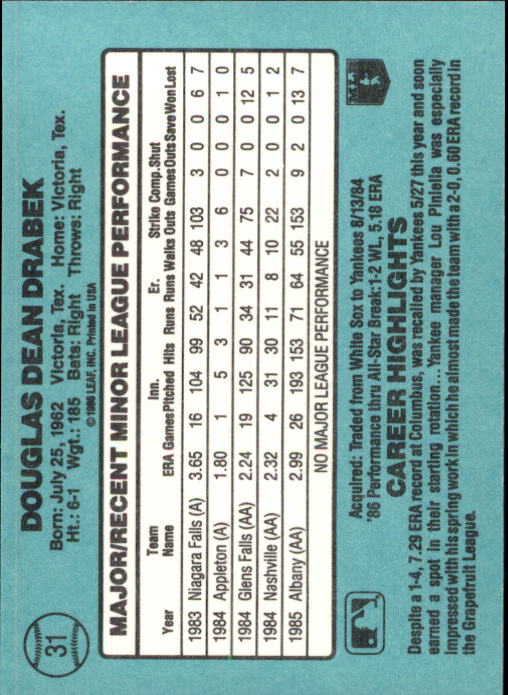 31
DOUGLAS DEAN DRABEK
Born: July 25, 1962 Victoria, Tex. Home: Victoria, Tex.
Ht.: 6-1 Wgt.: 185 Bats: Right Throws: Right
© 1986 LEAF, INC. Printed in USA
MAJOR/RECENT MINOR LEAGUE PERFORMANCE
Team Inn. Er. Strike Comp. Shut
Year Name ERA Games Pitched Hits Runs Runs Walks Outs Games Outs Save Won Lost
1983 Niagara Falls (A) 3.65 16 104 99 52 42 48 103 3 0 0 6 7
1984 Appleton (A) 1.80 1 5 3 1 1 3 6 0 0 0 1 0
1984 Glens Falls (AA) 2.24 19 125 90 34 31 44 75 7 0 0 12 5
1984 Nashville (AA) 2.32 4 31 30 11 8 10 22 2 0 0 1 2
1985 Albany (AA) 2.99 26 193 153 71 64 55 153 9 2 0 13 7
NO MAJOR LEAGUE PERFORMANCE
Acquired: Traded from White Sox to Yankees 8/13/84
'86 Performance thru All-Star Break: 1-2 WL, 5.18 ERA
CAREER HIGHLIGHTS
Despite a 1-4, 7.29 ERA record at Columbus, was recalled by Yankees 5/27 this year and soon
earned a spot in their starting rotation...Yankee manager Lou Piniella was especially
impressed with his spring work in which he almost made the team with a 2-0, 0.60 ERA record in
the Grapefruit League.